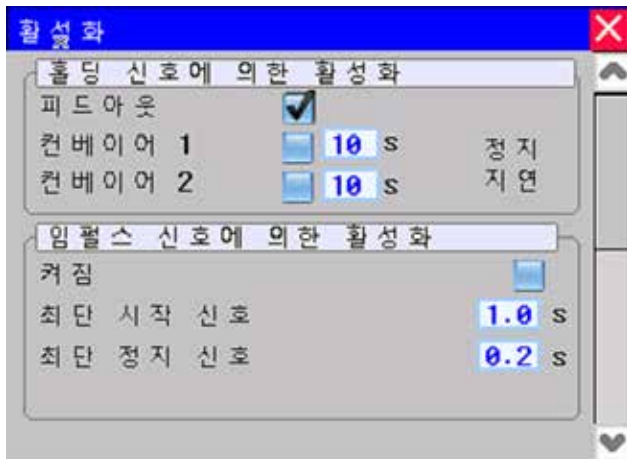 활성화
홀딩 신호에 의한 활성화
피드아웃
컨베이어 1 10 s 정지
컨베이어 2 10 s 지연
임펄스 신호에 의한 활성화
켜짐
최단 시작 신호 1.0 s
최단 정지 신호 0.2 s